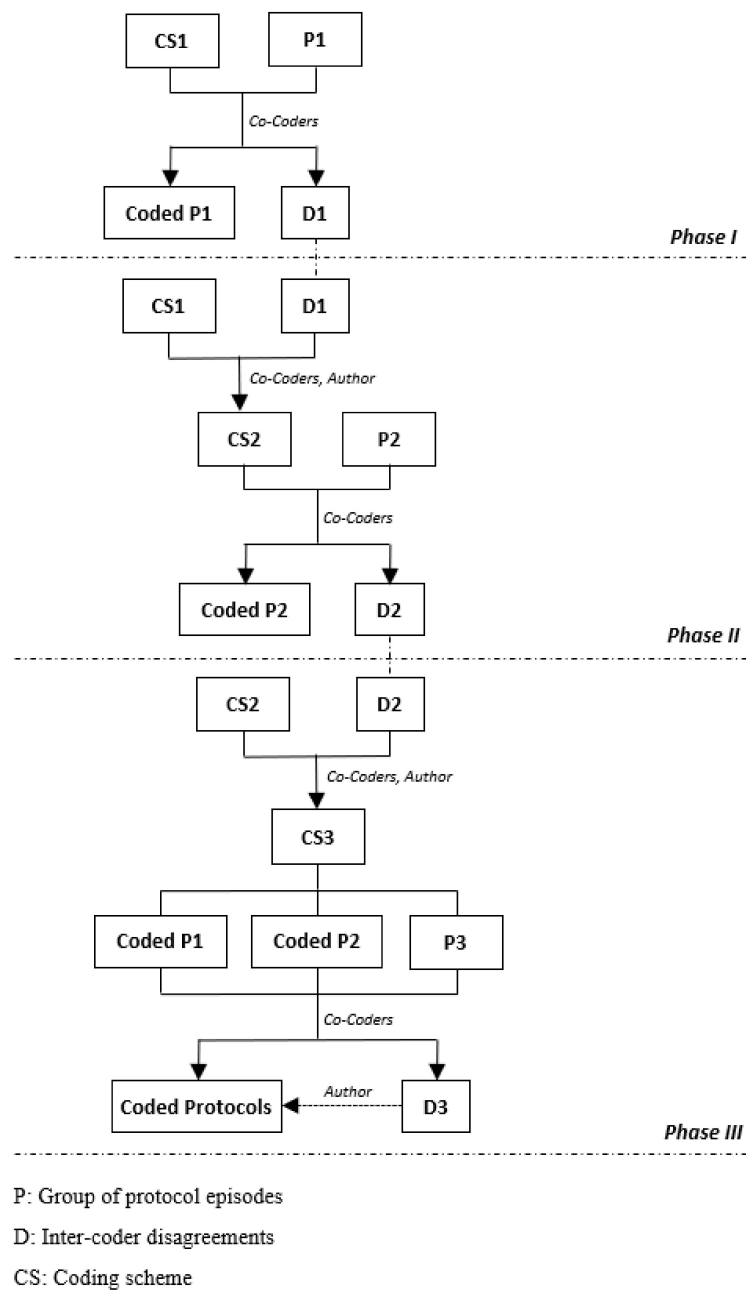 CS1 P1
Co-Coders
Coded P1 D1
Phase I
CS1 D1
Co-Coders, Author
CS2 P2
Co-Coders
Coded P2 D2
Phase II
CS2 D2
Co-Coders, Author
CS3
Coded P1 Coded P2 P3
Co-Coders
Author
Coded Protocols D3
Phase III
P: Group of protocol episodes
D: Inter-coder disagreements
CS: Coding scheme